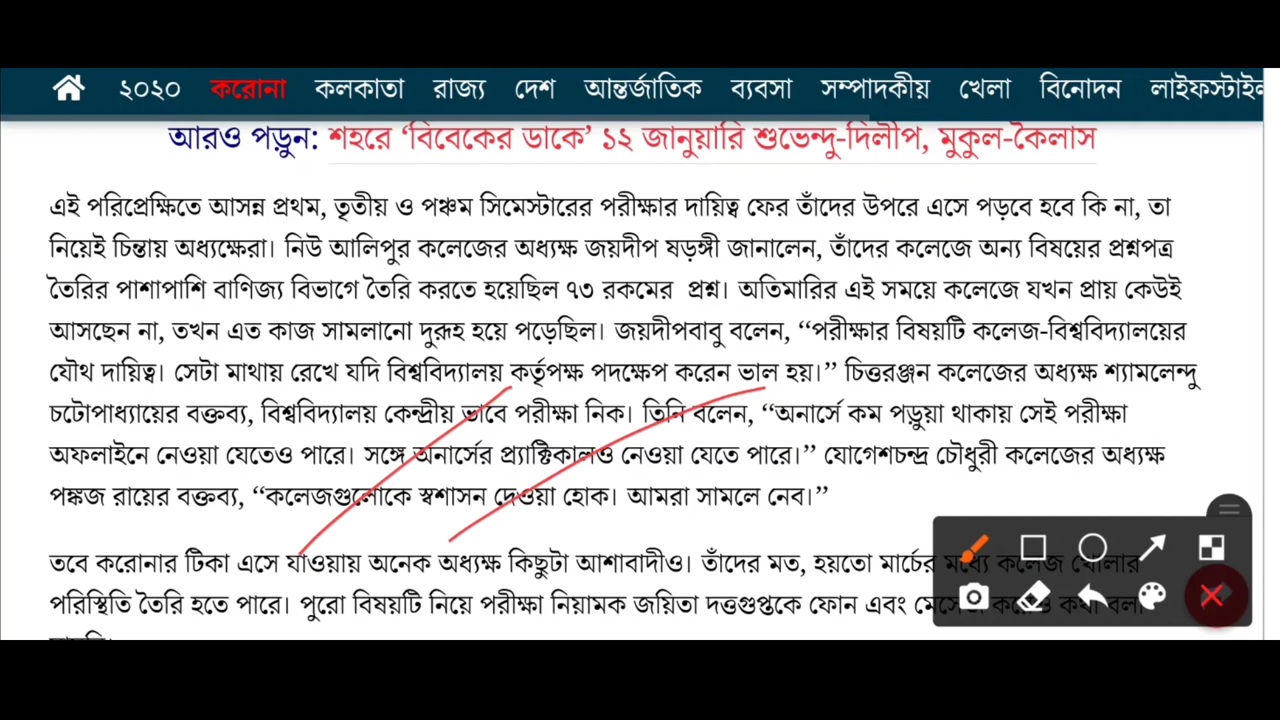 ২০২০ করোনা কলকাতা রাজ্য দেশ আন্তর্জাতিক ব্যবসা সম্পাদকীয় খেলা বিনোদন লাইফস্টাইল
আরও পড়ুন: শহরে ‘বিবেকের ডাকে’ ১২ জানুয়ারি শুভেন্দু-দিলীপ, মুকুল-কৈলাস
এই পরিপ্রেক্ষিতে আসন্ন প্রথম, তৃতীয় ও পঞ্চম সিমেস্টারের পরীক্ষার দায়িত্ব ফের তাঁদের উপরে এসে পড়বে হবে কি না, তা
নিয়েই চিন্তায় অধ্যক্ষেরা। নিউ আলিপুর কলেজের অধ্যক্ষ জয়দীপ ষড়ঙ্গী জানালেন, তাঁদের কলেজে অন্য বিষয়ের প্রশ্নপত্র
তৈরির পাশাপাশি বাণিজ্য বিভাগে তৈরি করতে হয়েছিল ৭৩ রকমের প্রশ্ন। অতিমারির এই সময়ে কলেজে যখন প্রায় কেউই
আসছেন না, তখন এত কাজ সামলানো দুরূহ হয়ে পড়েছিল। জয়দীপবাবু বলেন, ‘‘পরীক্ষার বিষয়টি কলেজ-বিশ্ববিদ্যালয়ের
যৌথ দায়িত্ব। সেটা মাথায় রেখে যদি বিশ্ববিদ্যালয় কর্তৃপক্ষ পদক্ষেপ করেন ভাল হয়।’’ চিত্তরঞ্জন কলেজের অধ্যক্ষ শ্যামলেন্দু
চটোপাধ্যায়ের বক্তব্য, বিশ্ববিদ্যালয় কেন্দ্রীয় ভাবে পরীক্ষা নিক। তিনি বলেন, ‘‘অনার্সে কম পড়ুয়া থাকায় সেই পরীক্ষা
অফলাইনে নেওয়া যেতেও পারে। সঙ্গে অনার্সের প্র্যাক্টিকালও নেওয়া যেতে পারে।’’ যোগেশচন্দ্র চৌধুরী কলেজের অধ্যক্ষ
পঙ্কজ রায়ের বক্তব্য, ‘‘কলেজগুলোকে স্বশাসন দেওয়া হোক। আমরা সামলে নেব।’’
তবে করোনার টিকা এসে যাওয়ায় অনেক অধ্যক্ষ কিছুটা আশাবাদীও। তাঁদের মত, হয়তো মার্চের মধ্যে কলেজ খোলার
পরিস্থিতি তৈরি হতে পারে। পুরো বিষয়টি নিয়ে পরীক্ষা নিয়ামক জয়িতা দত্তগুপ্তকে ফোন এবং মেসেজ করেও কথা বলা